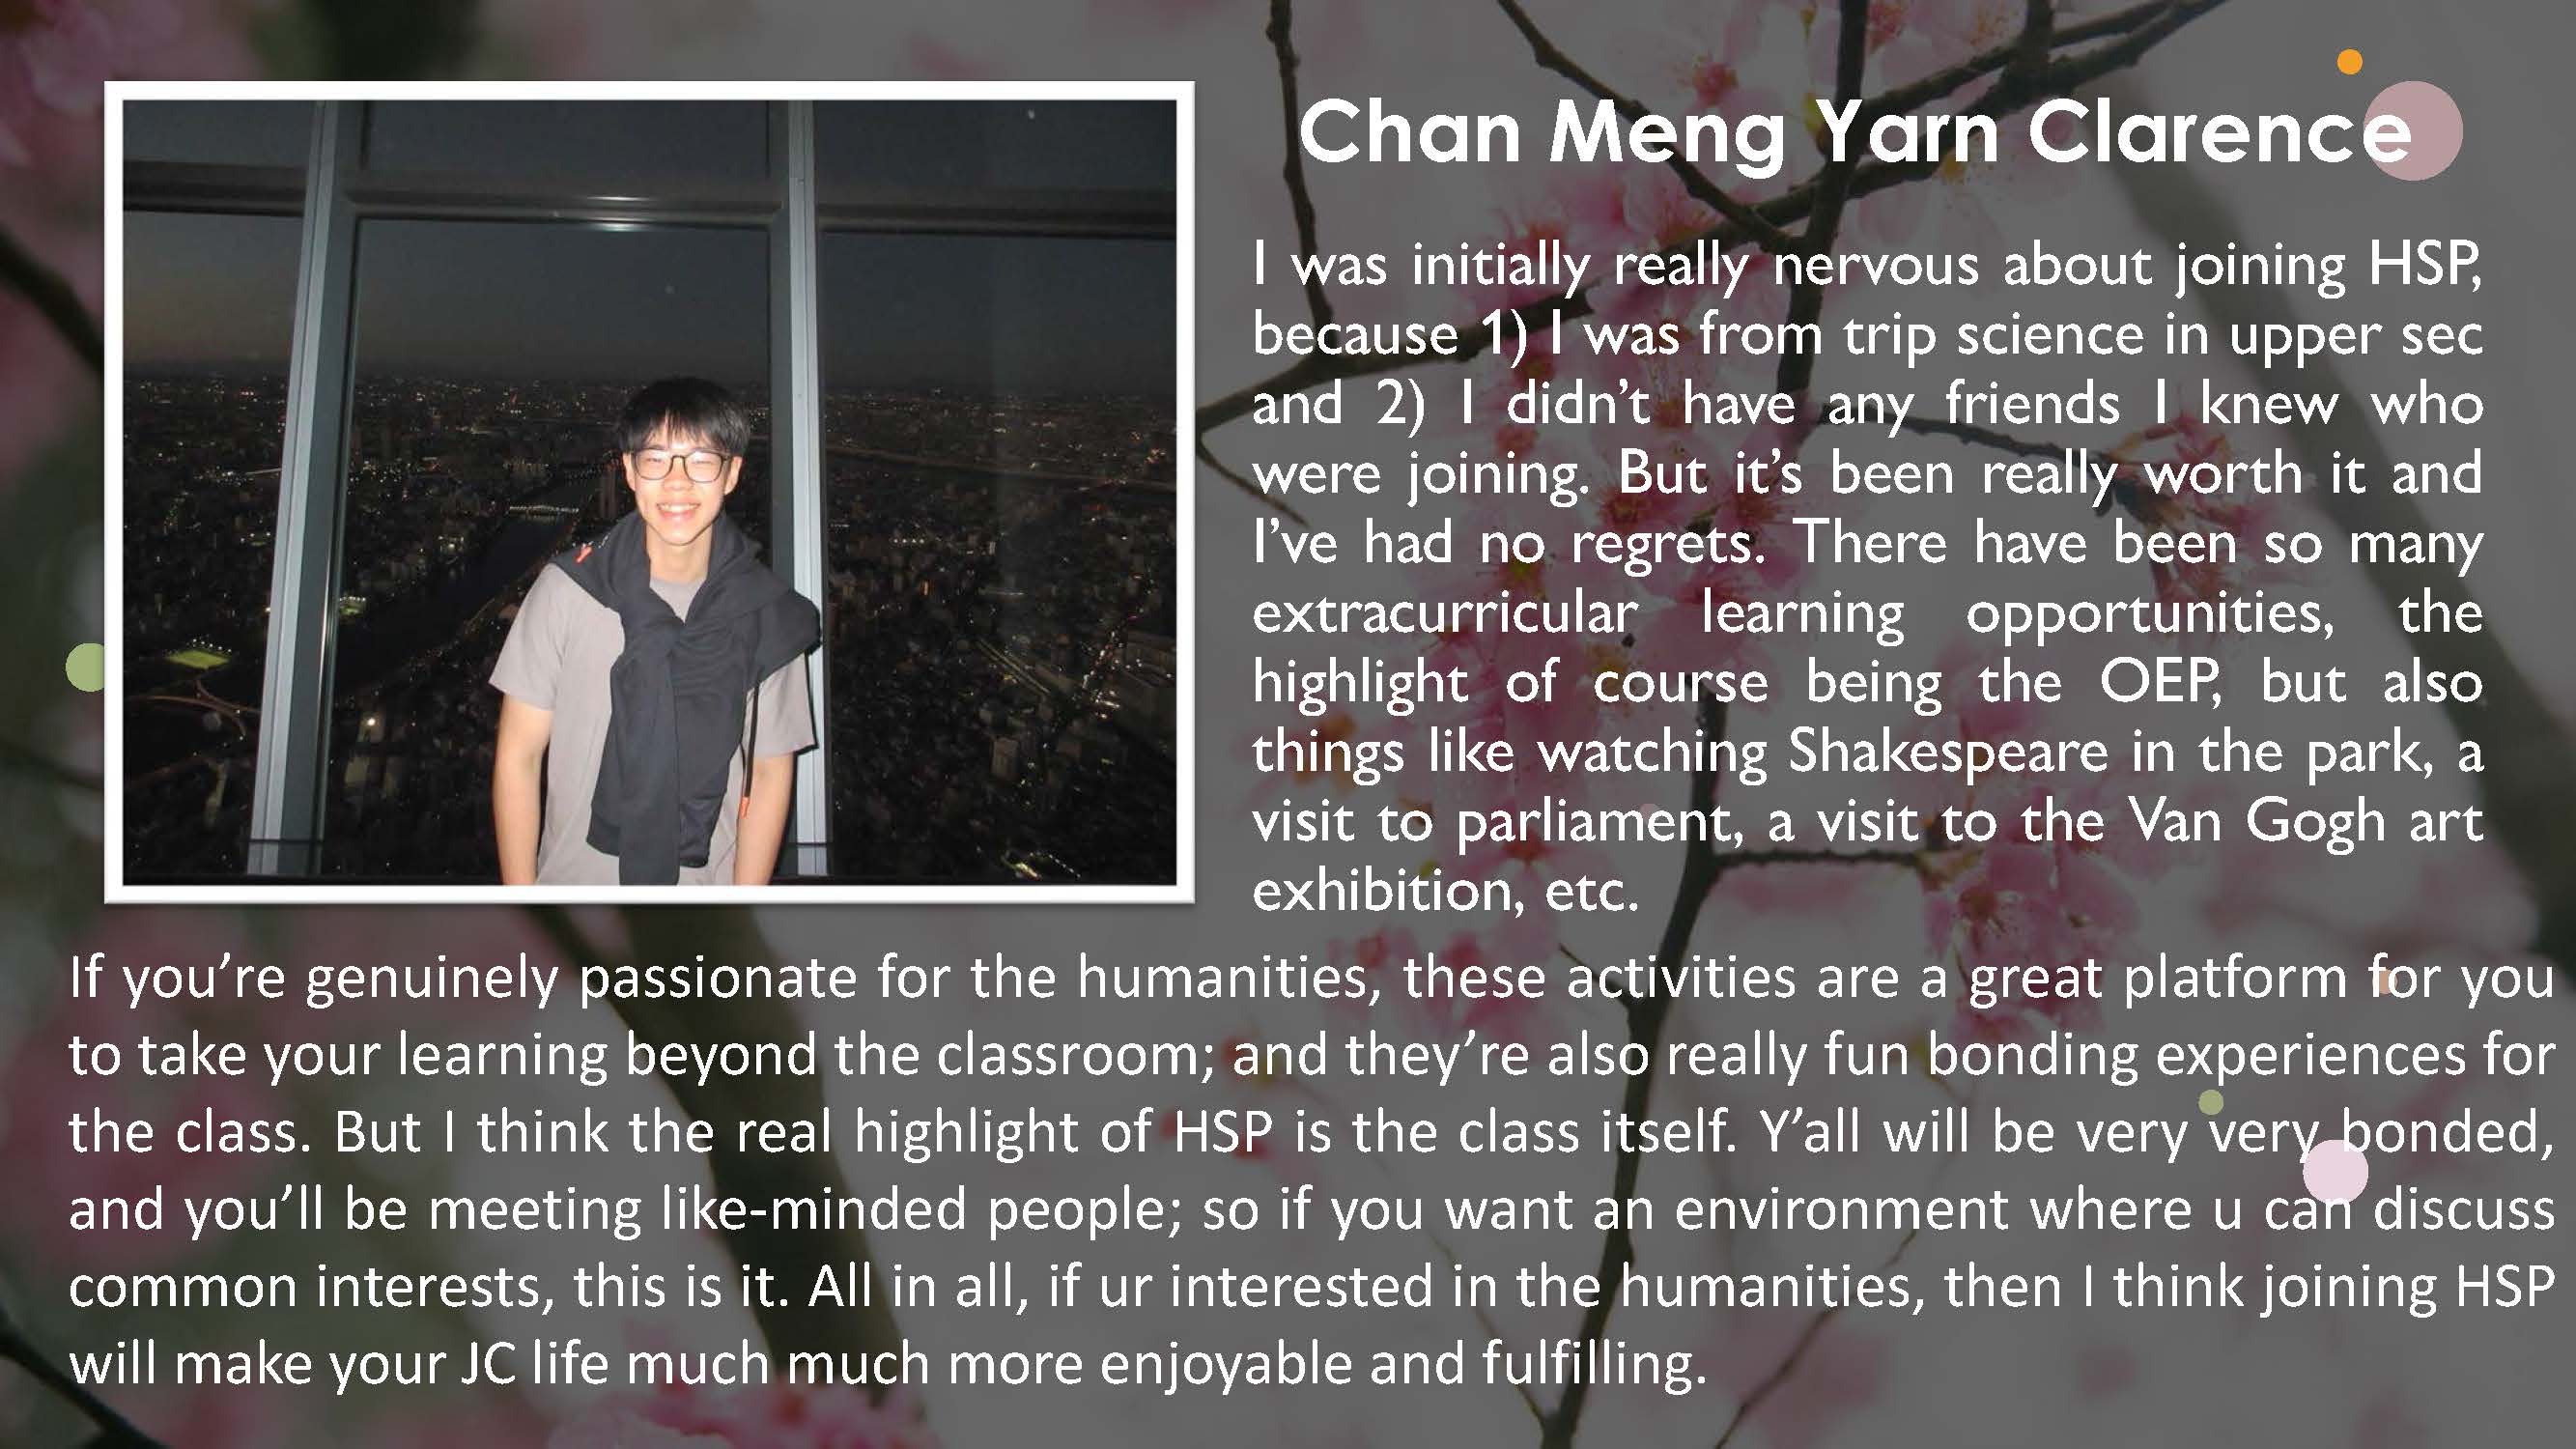 Chan Meng Yarn Clarence
I was initially really nervous about joining HSP,
because 1) I was from trip science in upper sec
and 2) I didn’t have any friends I knew who
were joining. But it’s been really worth it and
I’ve had no regrets. There have been so many
extracurricular learning opportunities, the
highlight of course being the OEP, but also
things like watching Shakespeare in the park, a
visit to parliament, a visit to the Van Gogh art
exhibition, etc.
If you’re genuinely passionate for the humanities, these activities are a great platform for you
to take your learning beyond the classroom; and they’re also really fun bonding experiences for
the class. But I think the real highlight of HSP is the class itself. Y’all will be very very bonded,
and you’ll be meeting like-minded people; so if you want an environment where u can discuss
common interests, this is it. All in all, if ur interested in the humanities, then I think joining HSP
will make your JC life much much more enjoyable and fulfilling.